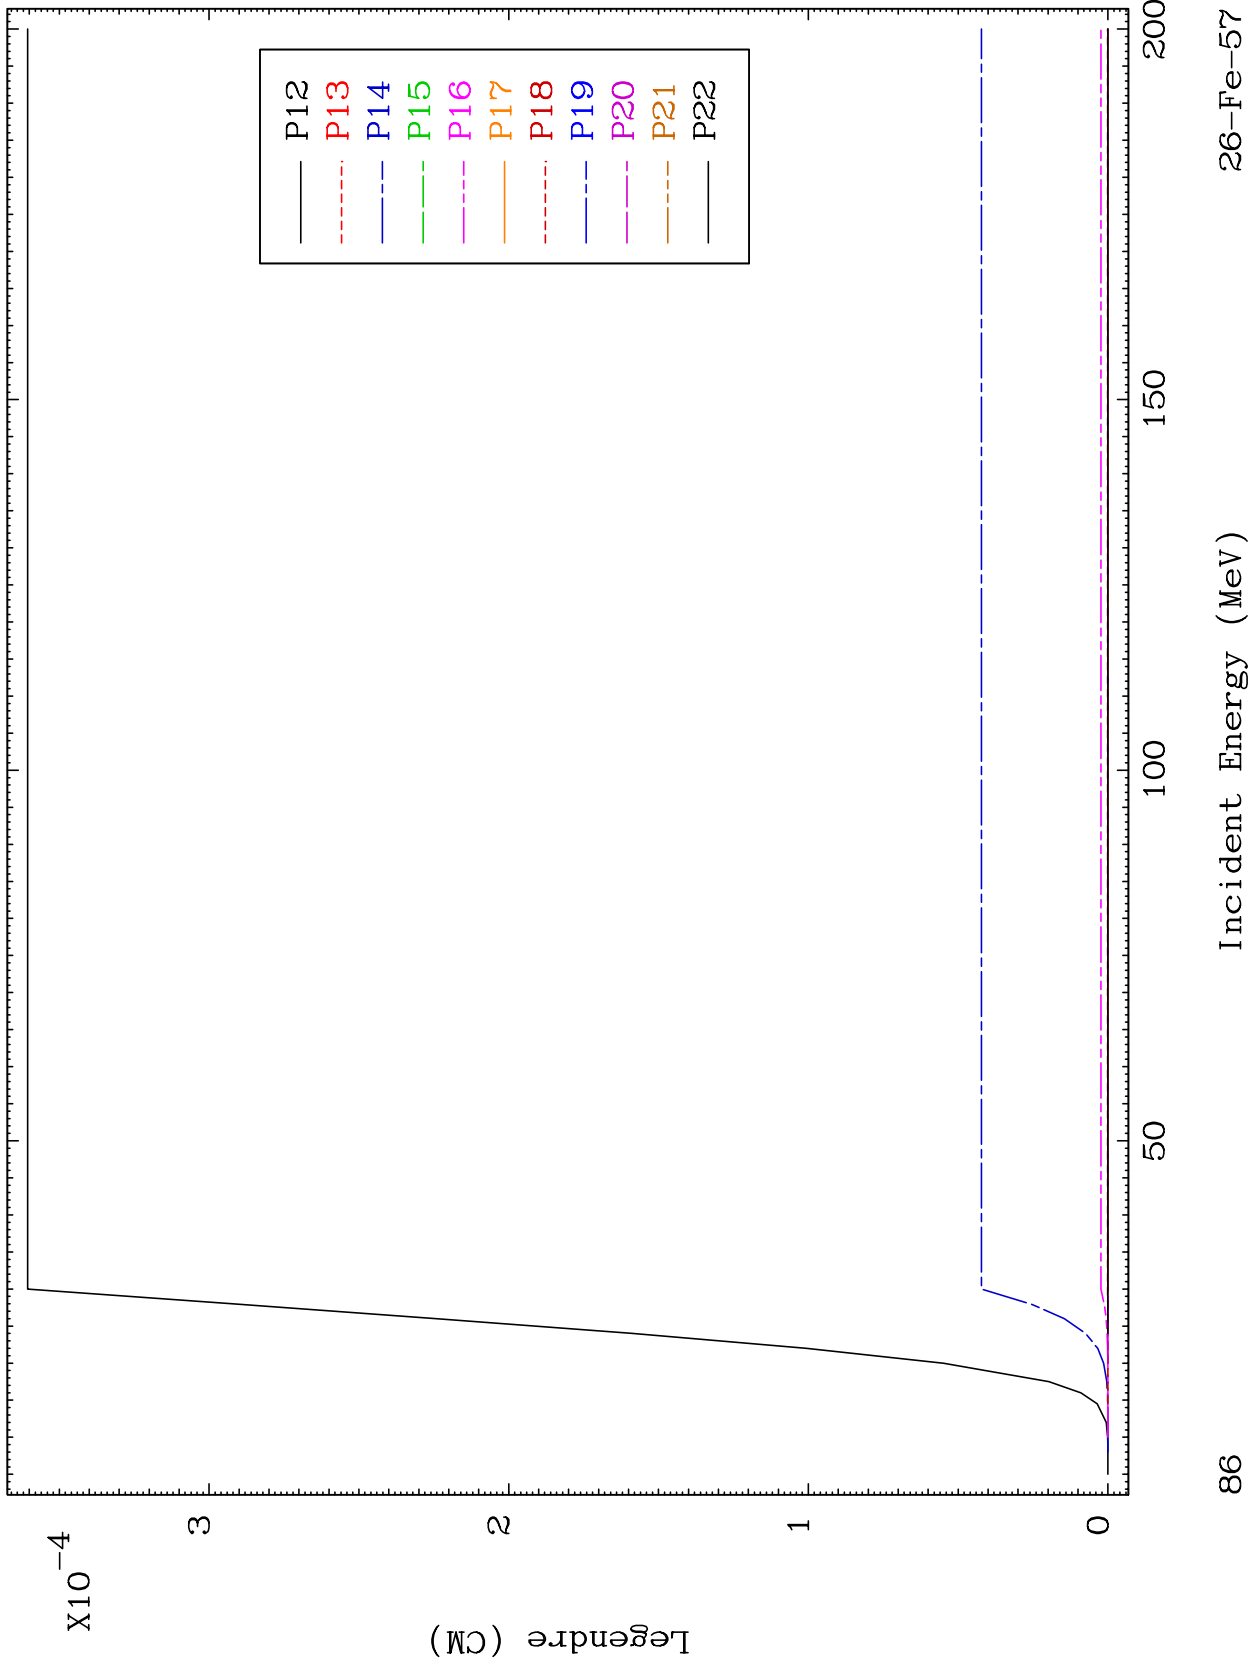 X10-4
Legendre (CM)
3
2
1
0
P12
P13
P14
P15
P16
P17
P18
P19
P20
P21
P22
50
100
150
200
Incident Energy (MeV)
86
26-Fe-57